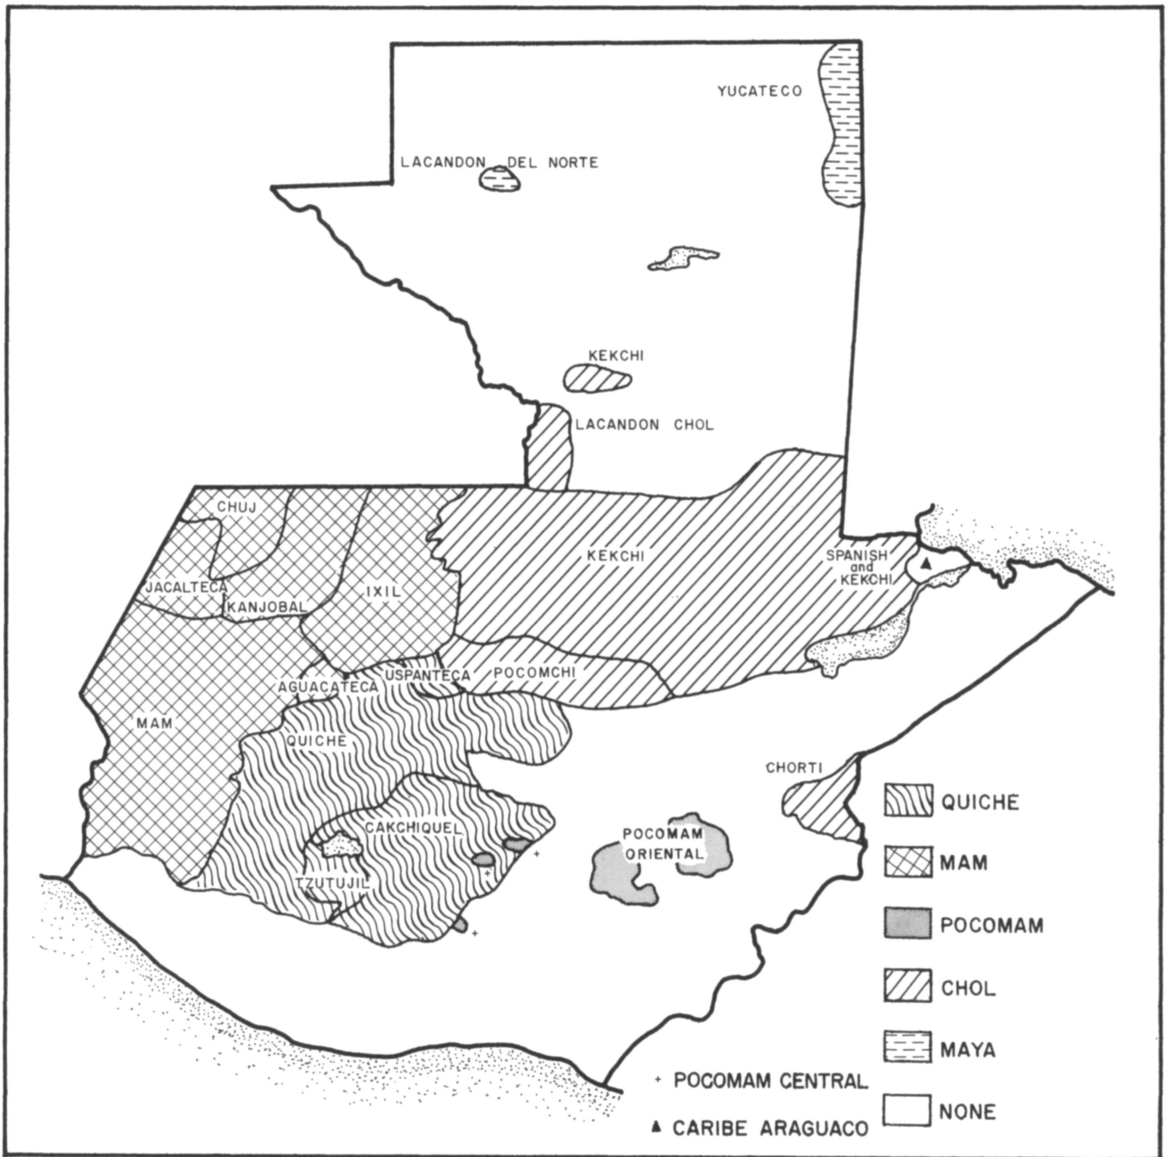 YUCATECO
LACANDON DEL NORTE
KEKCHI
LACANDON CHOL
CHUJ
KEKCHI
SPANISH
and
KEKCHI
JACALTECA
KANJOBAL
IXIL
AGUACATECA
USPANTECA
POCOMCHI
MAM
QUICHE
CHORTI
CAKCHIQUEL
POCOMAM
ORIENTAL
TZUTUJIL
QUICHE
MAM
POCOMAM
CHOL
MAYA
NONE
+ POCOMAM CENTRAL
▲ CARIBE ARAGUACO